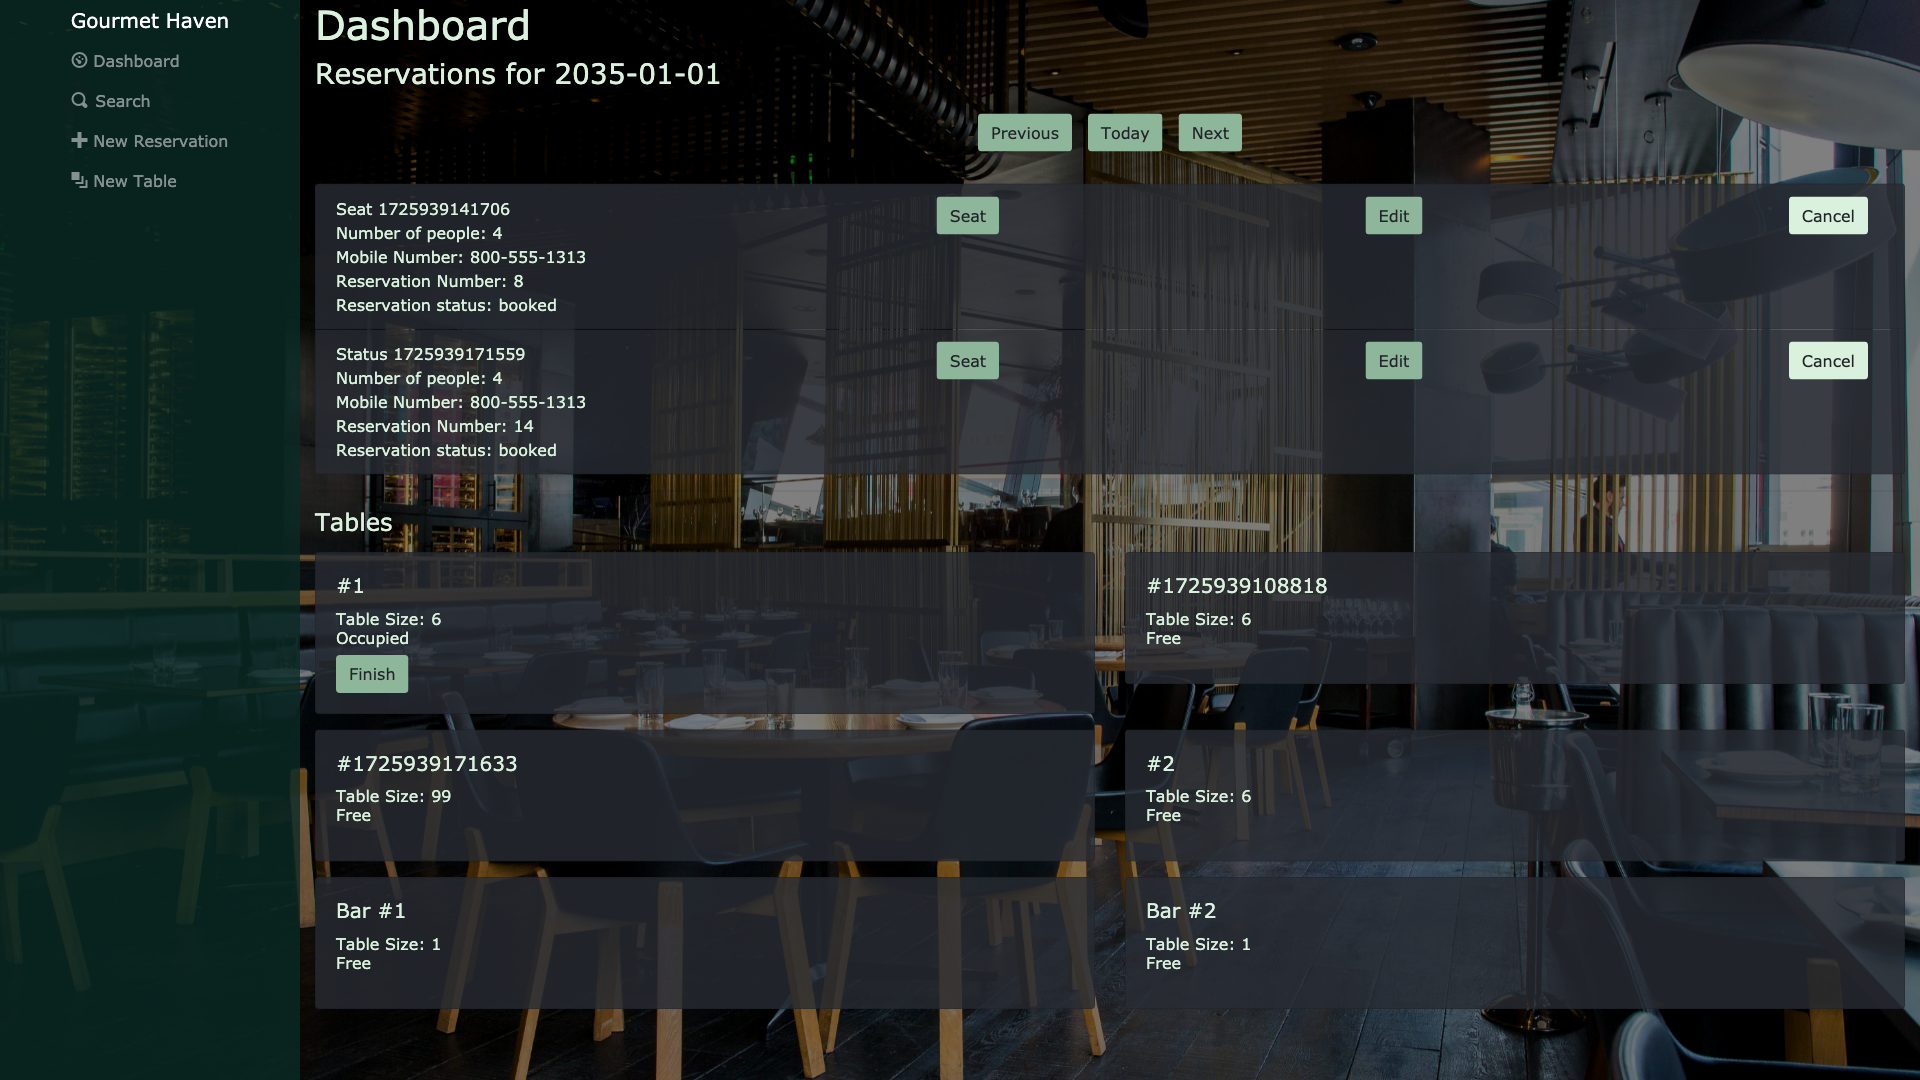 Gourmet Haven
Dashboard
Search
New Reservation
New Table
Dashboard
Reservations for 2035-01-01
Previous
Today
Next
Seat 1725939141706
Number of people: 4
Mobile Number: 800-555-1313
Reservation Number: 8
Reservation status: booked
Seat
Edit
Cancel
Status 1725939171559
Number of people: 4
Mobile Number: 800-555-1313
Reservation Number: 14
Reservation status: booked
Seat
Edit
Cancel
Tables
#1
Table Size: 6
Occupied
Finish
#1725939108818
Table Size: 6
Free
#1725939171633
Table Size: 99
Free
#2
Table Size: 6
Free
Bar #1
Table Size: 1
Free
Bar #2
Table Size: 1
Free